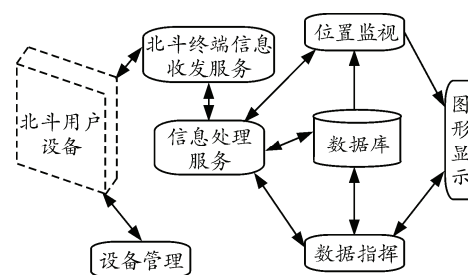 北斗终端信息
收发服务
位置监视
北斗用户
设备
信息处理
服务
数据库
图
形
显
示
设备管理
数据指挥